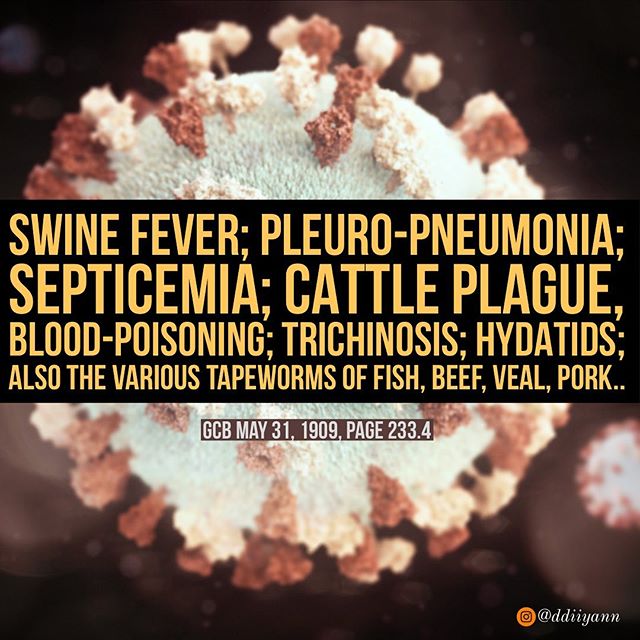 SWINE FEVER; PLEURO-PNEUMONIA;
SEPTICEMIA; CATTLE PLAGUE,
BLOOD-POISONING; TRICHINOSIS; HYDATIDS;
ALSO THE VARIOUS TAPEWORMS OF FISH, BEEF, VEAL, PORK..
GCB MAY 31, 1909, PAGE 233.4
@ddiiyann